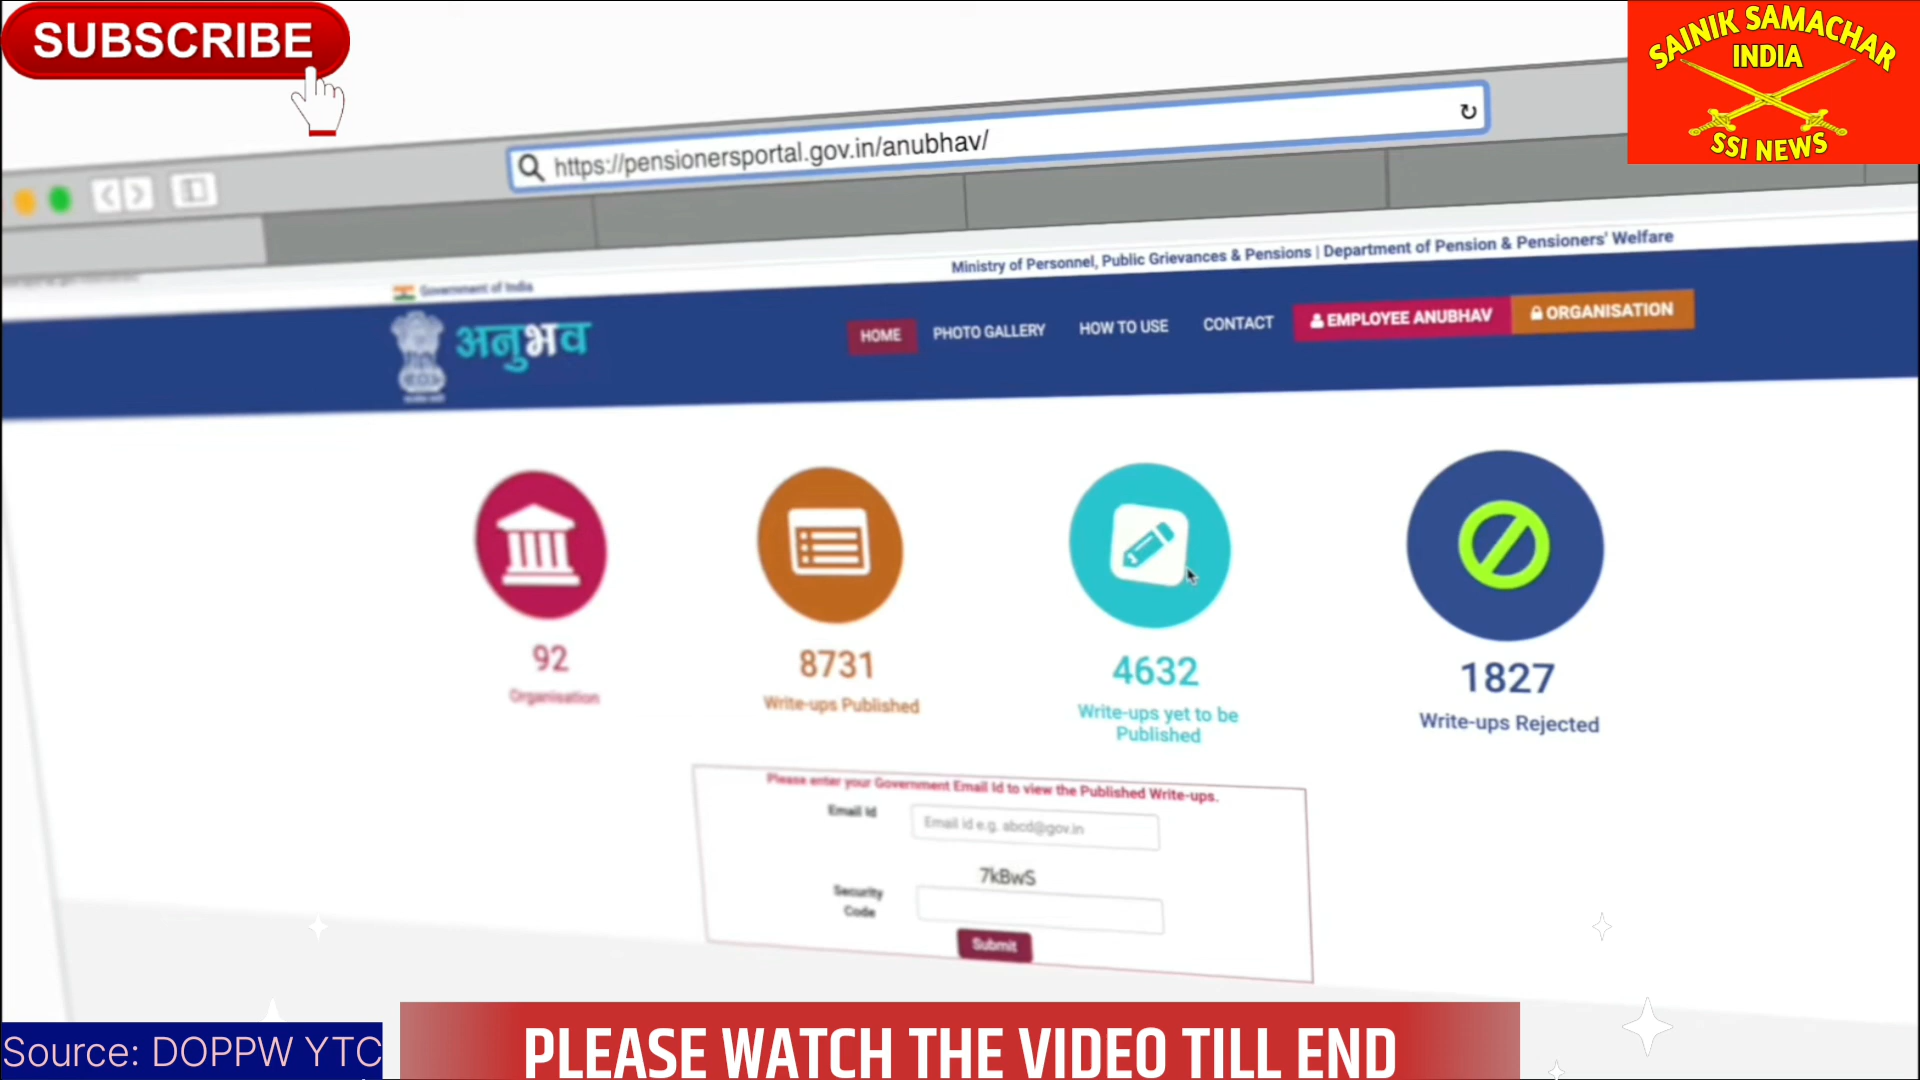 SUBSCRIBE
SAINIK SAMACHAR
INDIA
SSI NEWS
https://pensionersportal.gov.in/anubhav/
Ministry of Personnel, Public Grievances & Pensions | Department of Pension & Pensioners' Welfare
Government of India
अनुभव
HOME PHOTO GALLERY HOW TO USE CONTACT EMPLOYEE ANUBHAV ORGANISATION
92 8731 4632 1827
Organisation Write-ups Published Write-ups yet to be Write-ups Rejected
Published
Please enter your Government Email Id to view the Published Write-ups.
Email Id Email id e.g. abcd@gov.in
7kBwS
Security
Code
Submit
Source: DOPPW YTC
PLEASE WATCH THE VIDEO TILL END